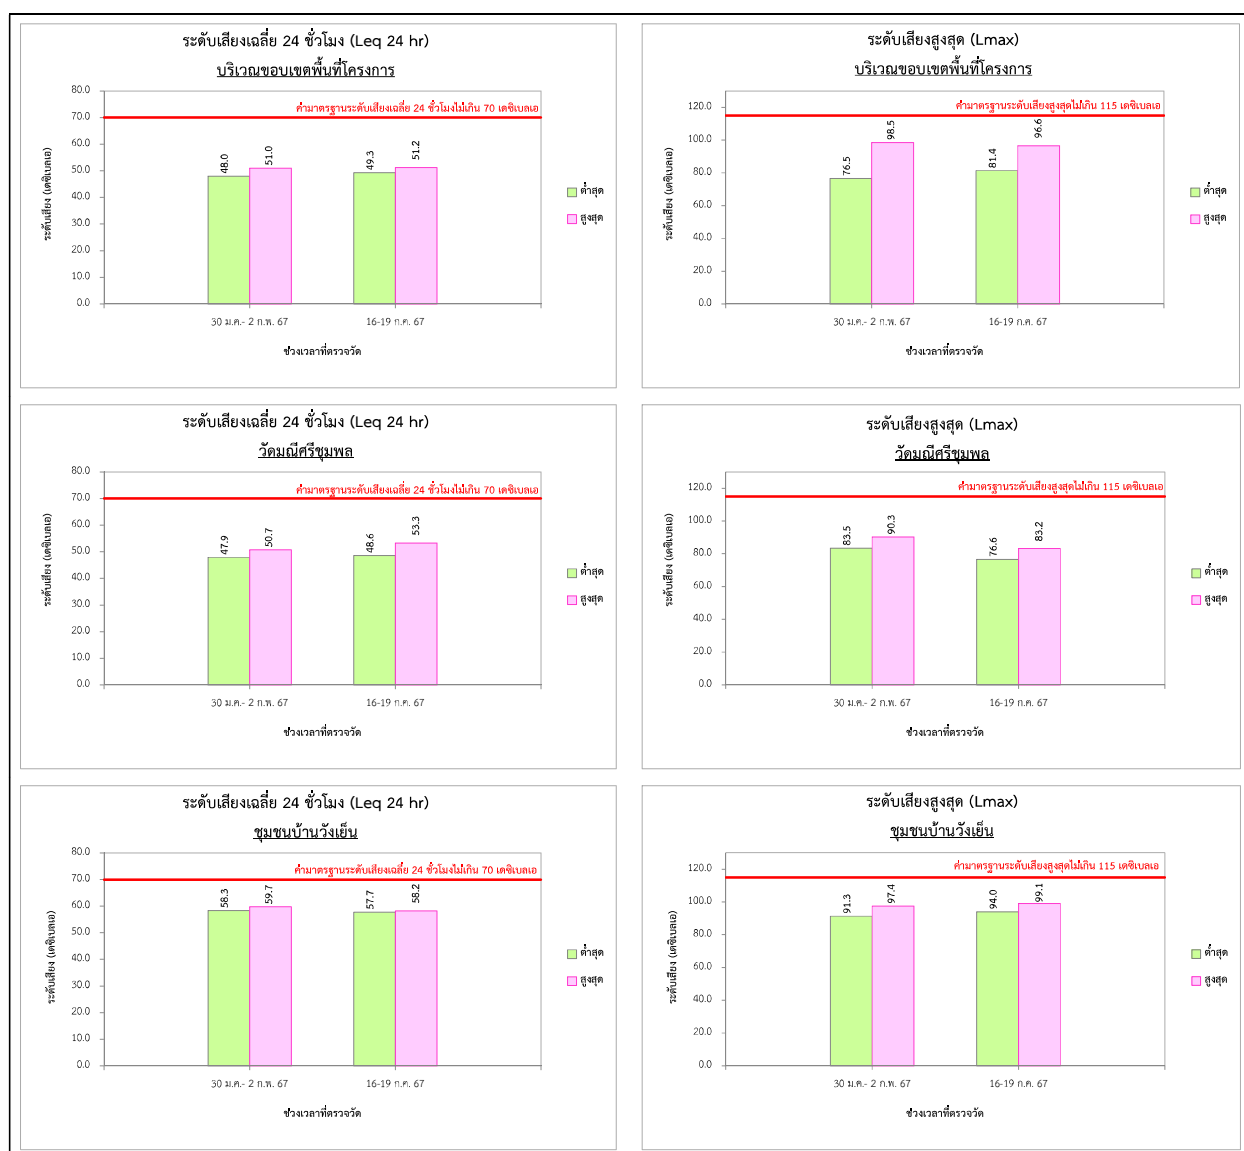 ระดับเสียงเฉลี่ย 24 ชั่วโมง (Leq 24 hr)
บริเวณขอบเขตพื้นที่โครงการ
80.0
70.0
60.0
50.0
40.0
30.0
20.0
10.0
0.0
ระดับเสียง (เดซิเบลเอ)
ค่ามาตรฐานระดับเสียงเฉลี่ย 24 ชั่วโมงไม่เกิน 70 เดซิเบลเอ
48.0
51.0
49.3
51.2
ต่ำสุด
สูงสุด
30 ม.ค.- 2 ก.พ. 67
16-19 ก.ค. 67
ช่วงเวลาที่ตรวจวัด
ระดับเสียงสูงสุด (Lmax)
บริเวณขอบเขตพื้นที่โครงการ
120.0
100.0
80.0
60.0
40.0
20.0
0.0
ระดับเสียง (เดซิเบลเอ)
ค่ามาตรฐานระดับเสียงสูงสุดไม่เกิน 115 เดซิเบลเอ
76.5
98.5
81.4
96.6
ต่ำสุด
สูงสุด
30 ม.ค.- 2 ก.พ. 67
16-19 ก.ค. 67
ช่วงเวลาที่ตรวจวัด
ระดับเสียงเฉลี่ย 24 ชั่วโมง (Leq 24 hr)
วัดมณีศรีชุมพล
80.0
70.0
60.0
50.0
40.0
30.0
20.0
10.0
0.0
ระดับเสียง (เดซิเบลเอ)
ค่ามาตรฐานระดับเสียงเฉลี่ย 24 ชั่วโมงไม่เกิน 70 เดซิเบลเอ
47.9
50.7
48.6
53.3
ต่ำสุด
สูงสุด
30 ม.ค.- 2 ก.พ. 67
16-19 ก.ค. 67
ช่วงเวลาที่ตรวจวัด
ระดับเสียงสูงสุด (Lmax)
วัดมณีศรีชุมพล
120.0
100.0
80.0
60.0
40.0
20.0
0.0
ระดับเสียง (เดซิเบลเอ)
ค่ามาตรฐานระดับเสียงสูงสุดไม่เกิน 115 เดซิเบลเอ
83.5
90.3
76.6
83.2
ต่ำสุด
สูงสุด
30 ม.ค.- 2 ก.พ. 67
16-19 ก.ค. 67
ช่วงเวลาที่ตรวจวัด
ระดับเสียงเฉลี่ย 24 ชั่วโมง (Leq 24 hr)
ชุมชนบ้านวังเย็น
80.0
70.0
60.0
50.0
40.0
30.0
20.0
10.0
0.0
ระดับเสียง (เดซิเบลเอ)
ค่ามาตรฐานระดับเสียงเฉลี่ย 24 ชั่วโมงไม่เกิน 70 เดซิเบลเอ
58.3
59.7
57.7
58.2
ต่ำสุด
สูงสุด
30 ม.ค.- 2 ก.พ. 67
16-19 ก.ค. 67
ช่วงเวลาที่ตรวจวัด
ระดับเสียงสูงสุด (Lmax)
ชุมชนบ้านวังเย็น
120.0
100.0
80.0
60.0
40.0
20.0
0.0
ระดับเสียง (เดซิเบลเอ)
ค่ามาตรฐานระดับเสียงสูงสุดไม่เกิน 115 เดซิเบลเอ
91.3
97.4
94.0
99.1
ต่ำสุด
สูงสุด
30 ม.ค.- 2 ก.พ. 67
16-19 ก.ค. 67
ช่วงเวลาที่ตรวจวัด